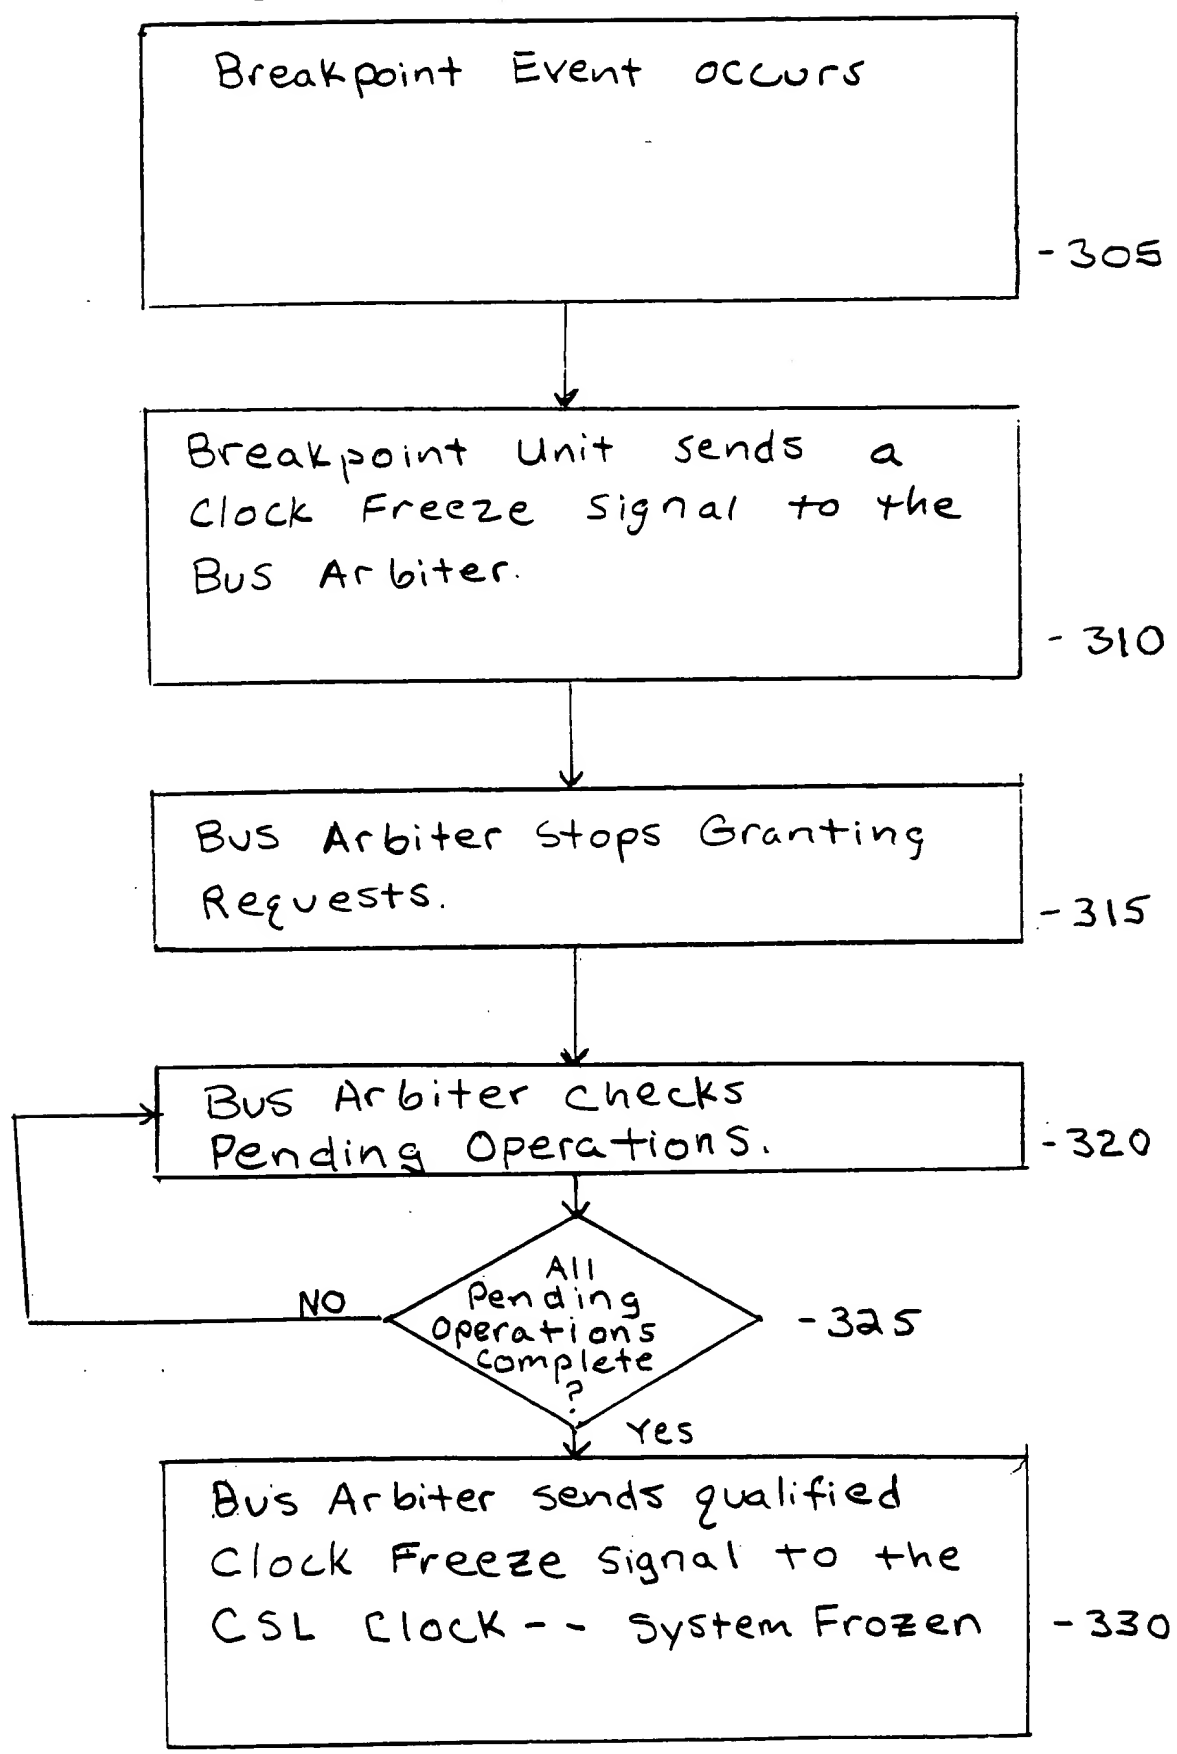 Breakpoint Event occurs
-305
Breakpoint Unit sends a
Clock Freeze Signal to the
Bus Arbiter.
-310
Bus Arbiter Stops Granting
Requests.
-315
Bus Arbiter checks
Pending Operations.
-320
All
Pending
Operations
Complete
?
-325
NO
Yes
Bus Arbiter sends qualified
Clock Freeze Signal to the
CSL Clock-- System Frozen
-330